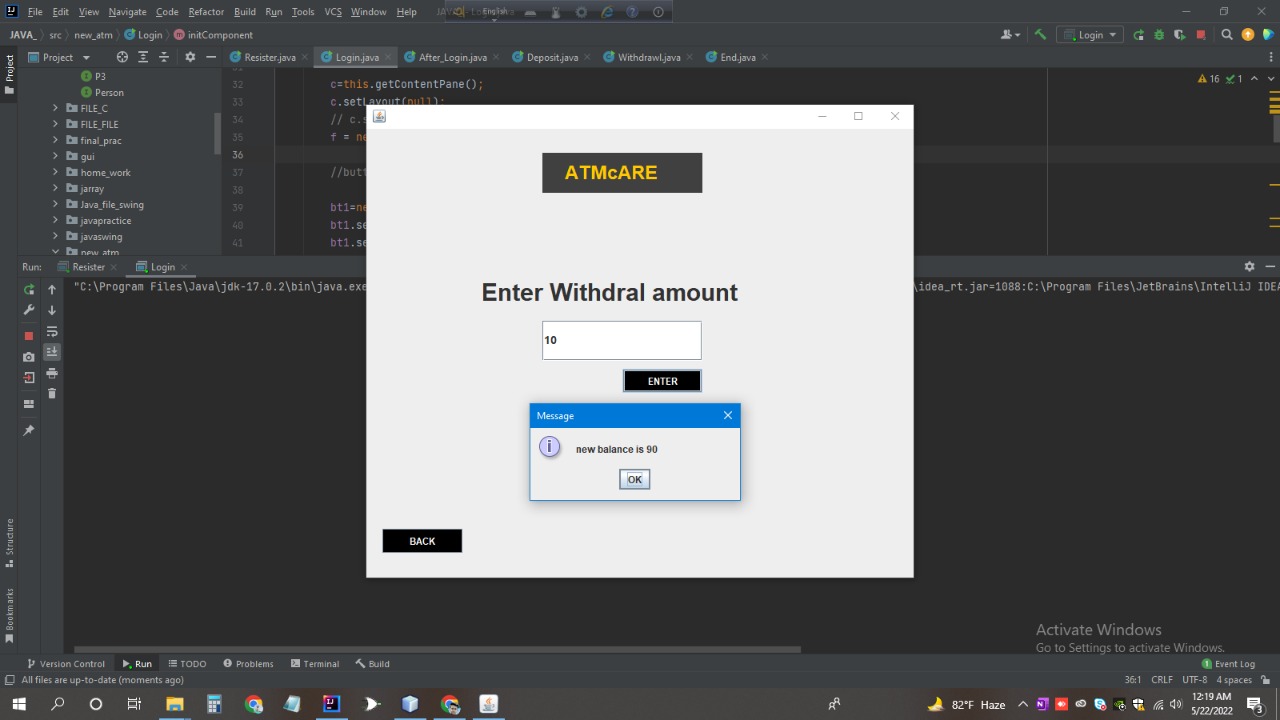 File Edit View Navigate Code Refactor Build Run Tools VCS Window Help
English
JAVA_ src new_atm Login initComponent
Login
Project
Resister.java Login.java After_Login.java Deposit.java Withdrawl.java End.java
Project
P3
Person
FILE_C
FILE_FILE
final_prac
gui
home_work
jarray
Java_file_swing
javapractice
javaswing
new_atm
32 c=this.getContentPane();
33 c.setLayout(null);
34 // c.s
35 f = ne
36
37 //butt
38
39 bt1=ne
40 bt1.se
41 bt1.se
16 1
ATMcARE
Enter Withdral amount
10
ENTER
Message
new balance is 90
OK
BACK
Run: Resister Login
"C:\Program Files\Java\jdk-17.0.2\bin\java.exe
\idea_rt.jar=1088:C:\Program Files\JetBrains\IntelliJ IDEA
Structure
Bookmarks
Activate Windows
Go to Settings to activate Windows.
Version Control Run TODO Problems Terminal Build
1 Event Log
All files are up-to-date (moments ago)
36:1 CRLF UTF-8 4 spaces
82°F Haze
12:19 AM
5/22/2022
3